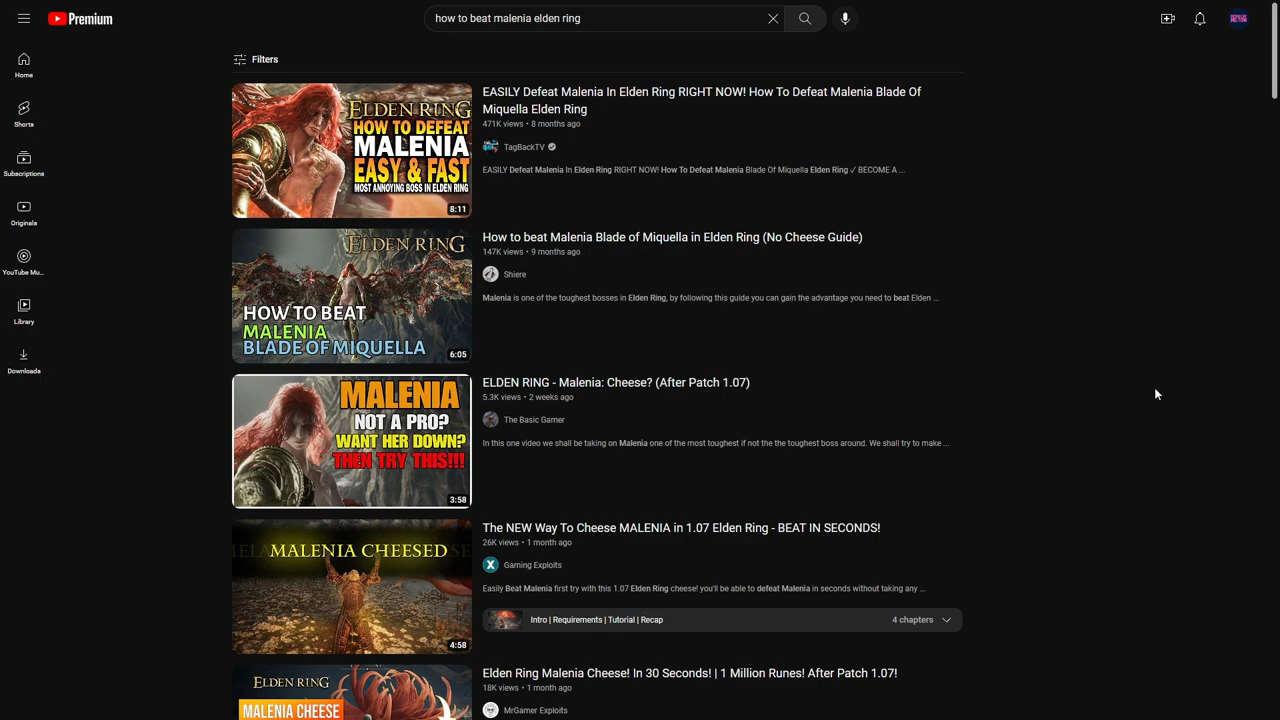 Premium
how to beat malenia elden ring
Home
Shorts
Subscriptions
Originals
YouTube Mu...
Library
Downloads
Filters
ELDEN RING
HOW TO DEFEAT
MALENIA
EASY & FAST
MOST ANNOYING BOSS IN ELDEN RING
8:11
EASILY Defeat Malenia In Elden Ring RIGHT NOW! How To Defeat Malenia Blade Of
Miquella Elden Ring
471K views • 8 months ago
TagBackTV
EASILY Defeat Malenia In Elden Ring RIGHT NOW! How To Defeat Malenia Blade Of Miquella Elden Ring ✓ BECOME A ...
ELDEN RING
HOW TO BEAT
MALENIA
BLADE OF MIQUELLA
6:05
How to beat Malenia Blade of Miquella in Elden Ring (No Cheese Guide)
147K views • 9 months ago
Shiere
Malenia is one of the toughest bosses in Elden Ring, by following this guide you can gain the advantage you need to beat Elden ...
MALENIA
NOT A PRO?
WANT HER DOWN?
THEN TRY THIS!!!
3:58
ELDEN RING - Malenia: Cheese? (After Patch 1.07)
5.3K views • 2 weeks ago
The Basic Gamer
In this one video we shall be taking on Malenia one of the most toughest if not the the toughest boss around. We shall try to make ...
MALENIA CHEESED
4:58
The NEW Way To Cheese MALENIA in 1.07 Elden Ring - BEAT IN SECONDS!
26K views • 1 month ago
X
Gaming Exploits
Easily Beat Malenia first try with this 1.07 Elden Ring cheese! you'll be able to defeat Malenia in seconds without taking any ...
Intro | Requirements | Tutorial | Recap
4 chapters
ELDEN RING
MALENIA CHEESE
Elden Ring Malenia Cheese! In 30 Seconds! | 1 Million Runes! After Patch 1.07!
18K views • 1 month ago
MrGamer Exploits